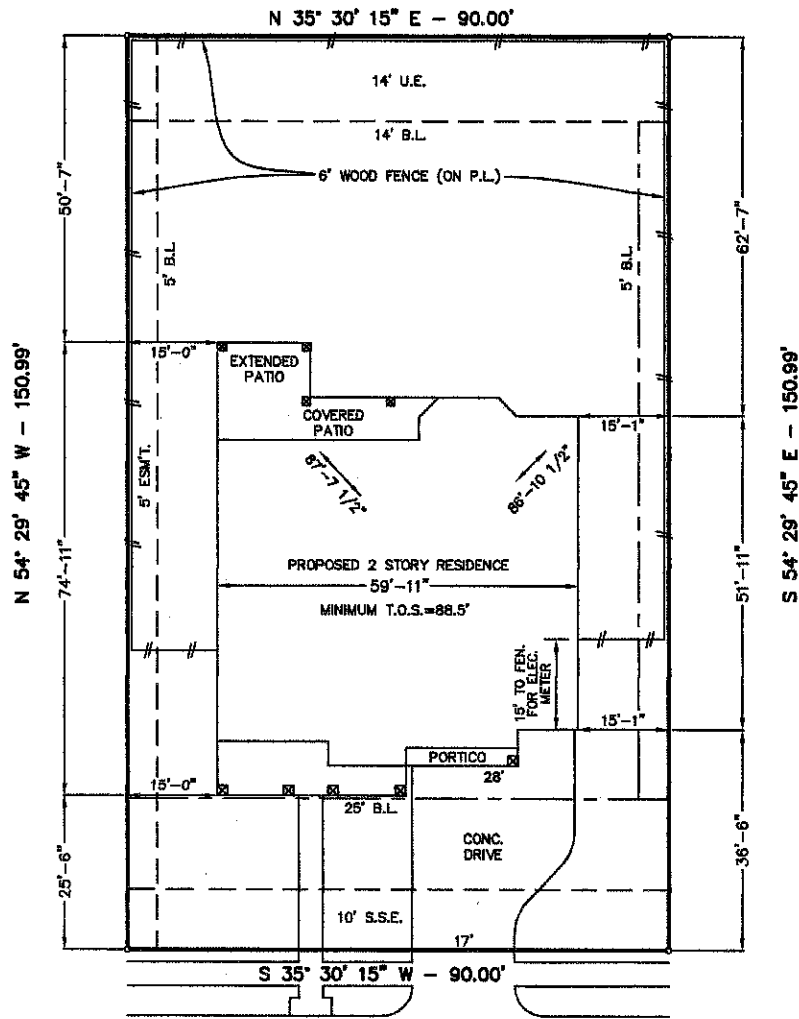 N 35° 30' 15" E - 90.00'
14' U.E.
14' B.L.
6' WOOD FENCE (ON P.L.)
50'-7"
62'-7"
5' B.L.
5' B.L.
N 54° 29' 45" W - 150.99'
S 54° 29' 45" E - 150.99'
15'-0"
EXTENDED
PATIO
COVERED
PATIO
15'-1"
87'-7 1/2"
86'-10 1/2"
5' ESM'T.
74'-11"
51'-11"
PROPOSED 2 STORY RESIDENCE
59'-11"
MINIMUM T.O.S.=88.5'
15' TO FEN.
FOR ELEC.
METER
15'-1"
PORTICO
28'
15'-0"
25' B.L.
25'-6"
36'-6"
CONC.
DRIVE
10' S.S.E.
17'
S 35° 30' 15" W - 90.00'